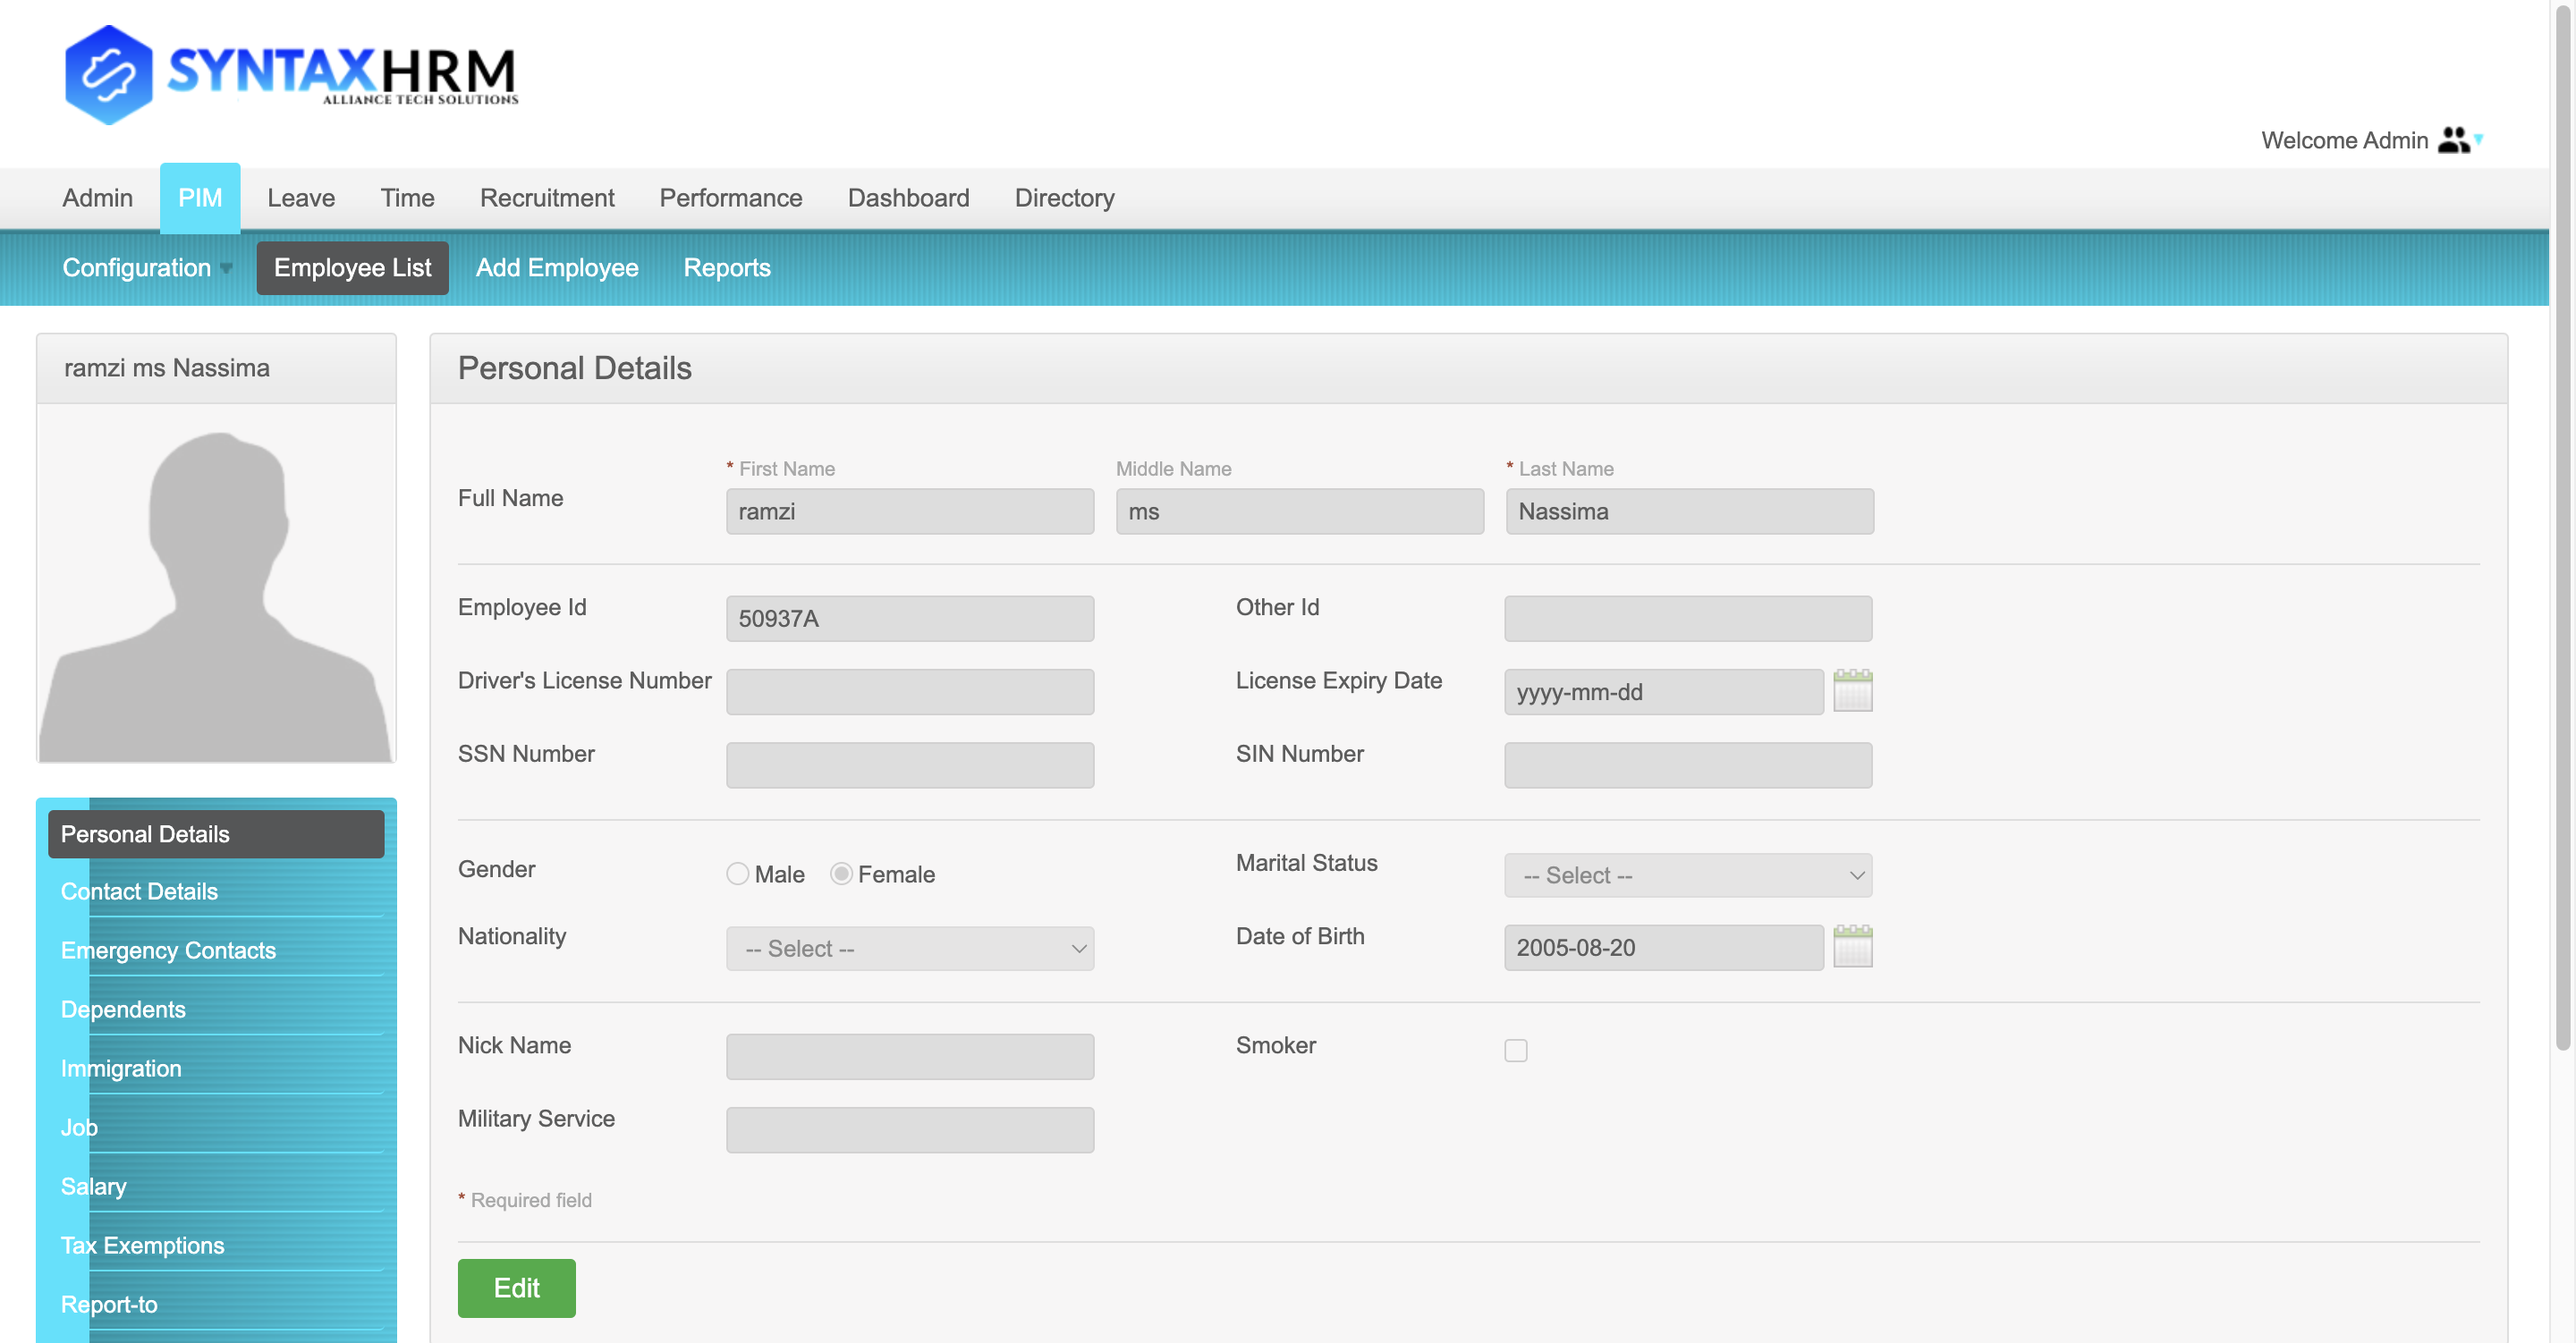 SYNTAXHRM
ALLIANCE TECH SOLUTIONS
Welcome Admin
Admin PIM Leave Time Recruitment Performance Dashboard Directory
Configuration Employee List Add Employee Reports
ramzi ms Nassima
Personal Details
* First Name Middle Name * Last Name
Full Name ramzi ms Nassima
Employee Id 50937A Other Id
Driver's License Number License Expiry Date yyyy-mm-dd
SSN Number SIN Number
Gender Male Female Marital Status -- Select --
Nationality -- Select -- Date of Birth 2005-08-20
Nick Name Smoker
Military Service
* Required field
Edit
Personal Details
Contact Details
Emergency Contacts
Dependents
Immigration
Job
Salary
Tax Exemptions
Report-to